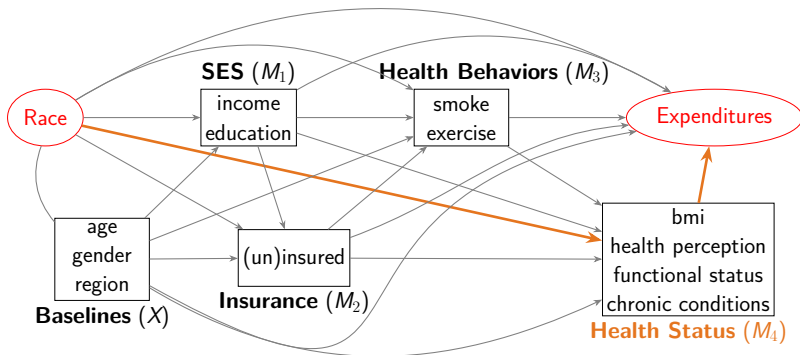 SES (M1)
Health Behaviors (M3)
Race
income
education
smoke
exercise
Expenditures
age
gender
region
Baselines (X)
(un)insured
Insurance (M2)
bmi
health perception
functional status
chronic conditions
Health Status (M4)